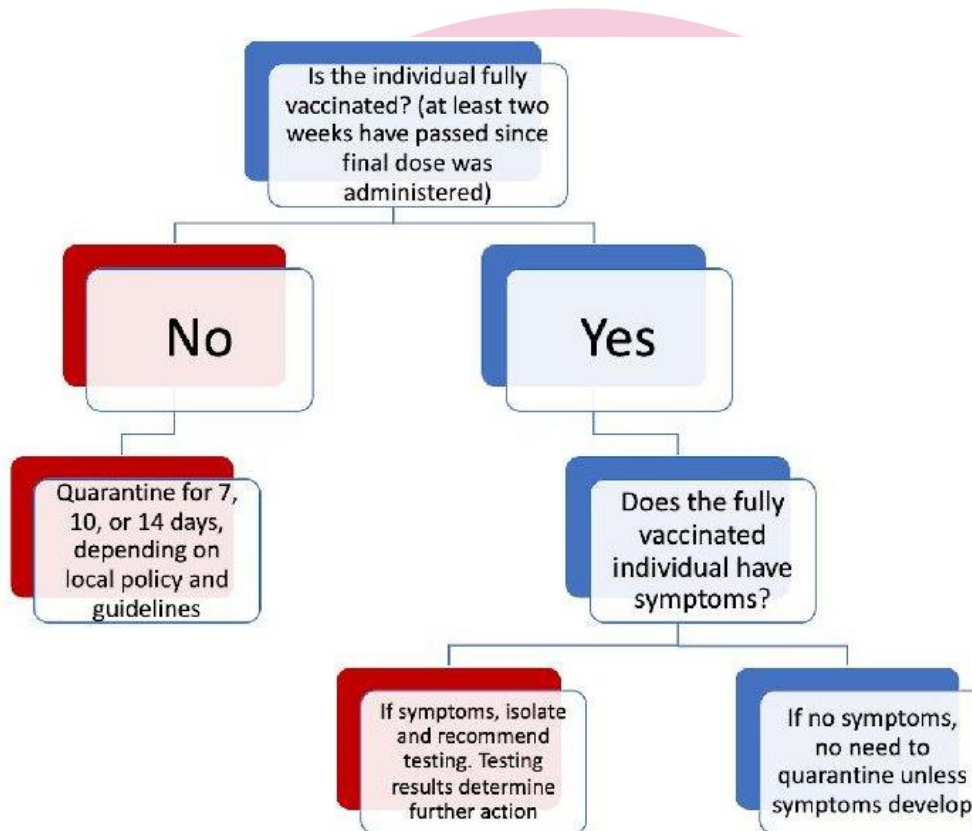 Is the individual fully
vaccinated? (at least two
weeks have passed since
final dose was
administered)
No
Yes
Quarantine for 7,
10, or 14 days,
depending on
local policy and
guidelines
Does the fully
vaccinated
individual have
symptoms?
If symptoms, isolate
and recommend
testing. Testing
results determine
further action
If no symptoms,
no need to
quarantine unless
symptoms develop